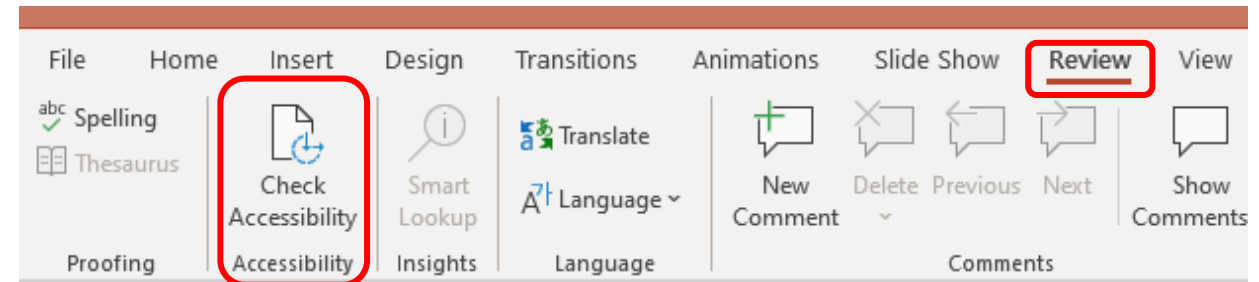 File Home Insert Design Transitions Animations Slide Show Review View
abc Spelling
Thesaurus
Check
Accessibility
Smart
Lookup
Translate
Language
New
Comment
Delete Previous Next
Show
Comments
Proofing Accessibility Insights Language Comments